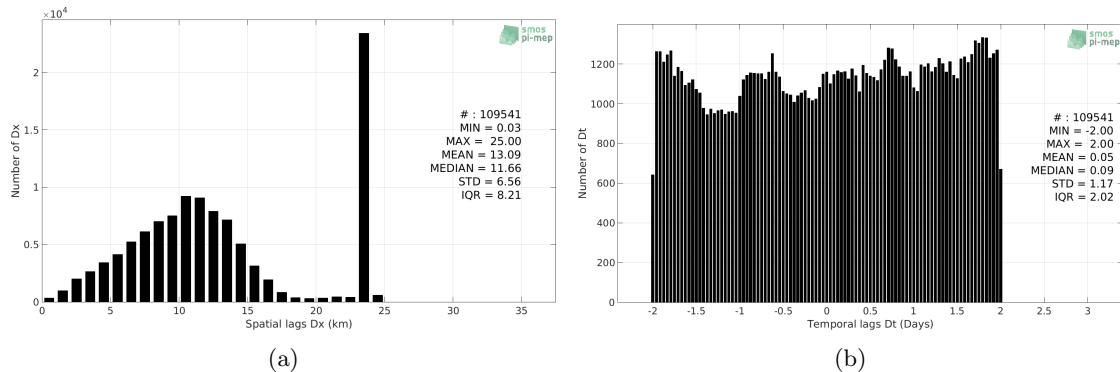 ×10⁴
2
1.5
1
0.5
0
0 5 10 15 20 25 30 35
Number of Dx
Spatial lags Dx (km)
smos
pi-mep
# : 109541
MIN = 0.03
MAX = 25.00
MEAN = 13.09
MEDIAN = 11.66
STD = 6.56
IQR = 8.21
(a)
1200
1000
800
600
400
200
0
-2 -1.5 -1 -0.5 0 0.5 1 1.5 2 2.5 3
Number of Dt
Temporal lags Dt (Days)
smos
pi-mep
# : 109541
MIN = -2.00
MAX = 2.00
MEAN = 0.05
MEDIAN = 0.09
STD = 1.17
IQR = 2.02
(b)